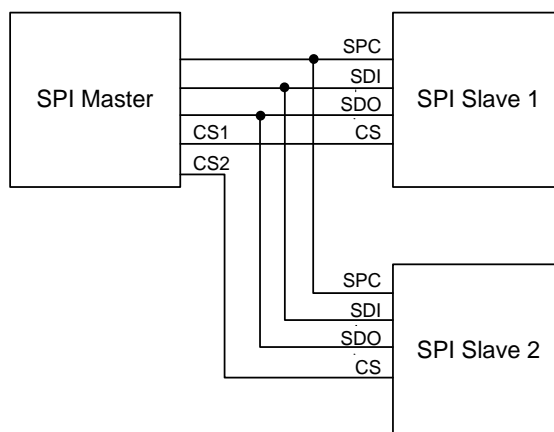 SPI Master
CS1
CS2
SPC
SDI
SDO
CS
SPI Slave 1
SPC
SDI
SDO
CS
SPI Slave 2